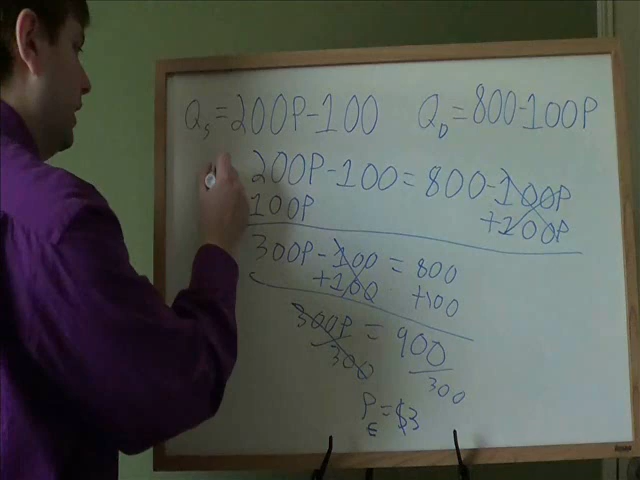 Qs = 200P - 100   QD = 800 - 100P
200P - 100 = 800 - 100P
100P   +100P
300P - 100 = 800
+100   +100
300P = 900
300   300
PE = $3